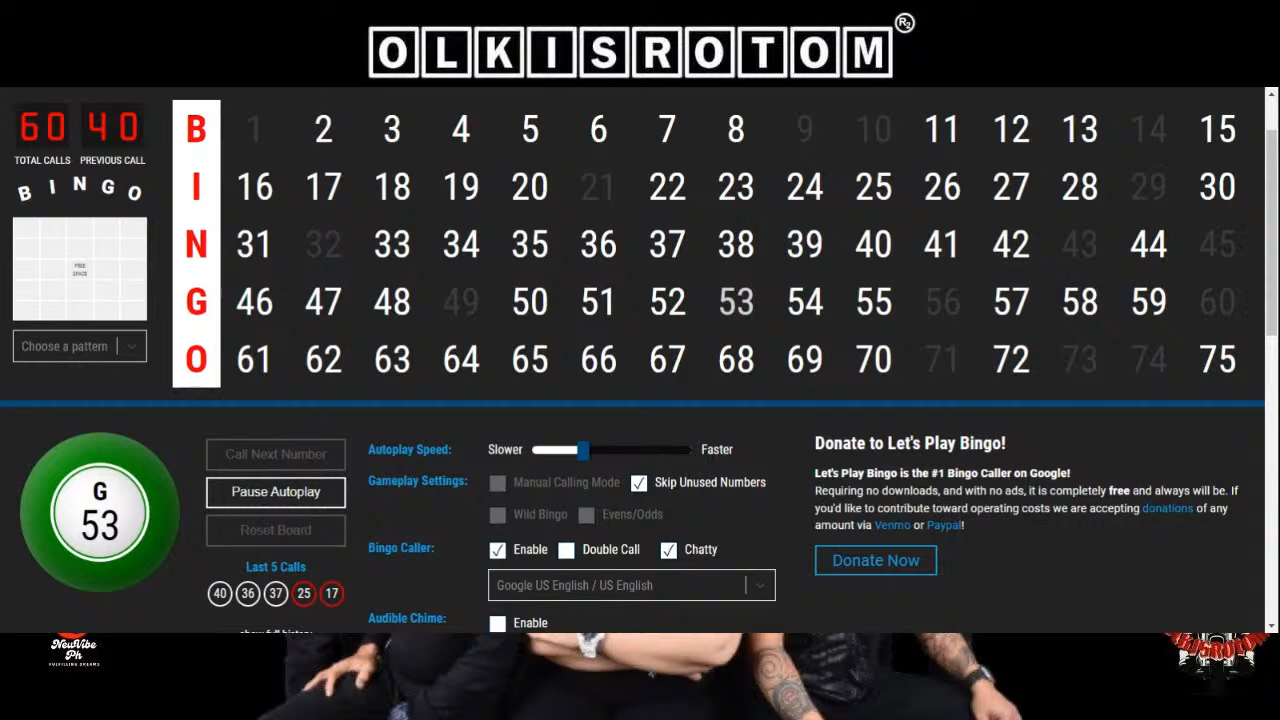 OLKISROTOM R2
60 40
TOTAL CALLS PREVIOUS CALL
BINGO
FREE
SPACE
Choose a pattern
B 1 2 3 4 5 6 7 8 9 10 11 12 13 14 15
I 16 17 18 19 20 21 22 23 24 25 26 27 28 29 30
N 31 32 33 34 35 36 37 38 39 40 41 42 43 44 45
G 46 47 48 49 50 51 52 53 54 55 56 57 58 59 60
O 61 62 63 64 65 66 67 68 69 70 71 72 73 74 75
G
53
Call Next Number
Pause Autoplay
Reset Board
Last 5 Calls
40 36 37 25 17
show full history
Autoplay Speed: Slower Faster
Gameplay Settings: Manual Calling Mode Skip Unused Numbers
Wild Bingo Evens/Odds
Bingo Caller: Enable Double Call Chatty
Google US English / US English
Audible Chime: Enable
Donate to Let's Play Bingo!
Let's Play Bingo is the #1 Bingo Caller on Google!
Requiring no downloads, and with no ads, it is completely free and always will be. If
you'd like to contribute toward operating costs we are accepting donations of any
amount via Venmo or Paypal!
Donate Now
NewVibe
Ph
FULFILLING DREAMS